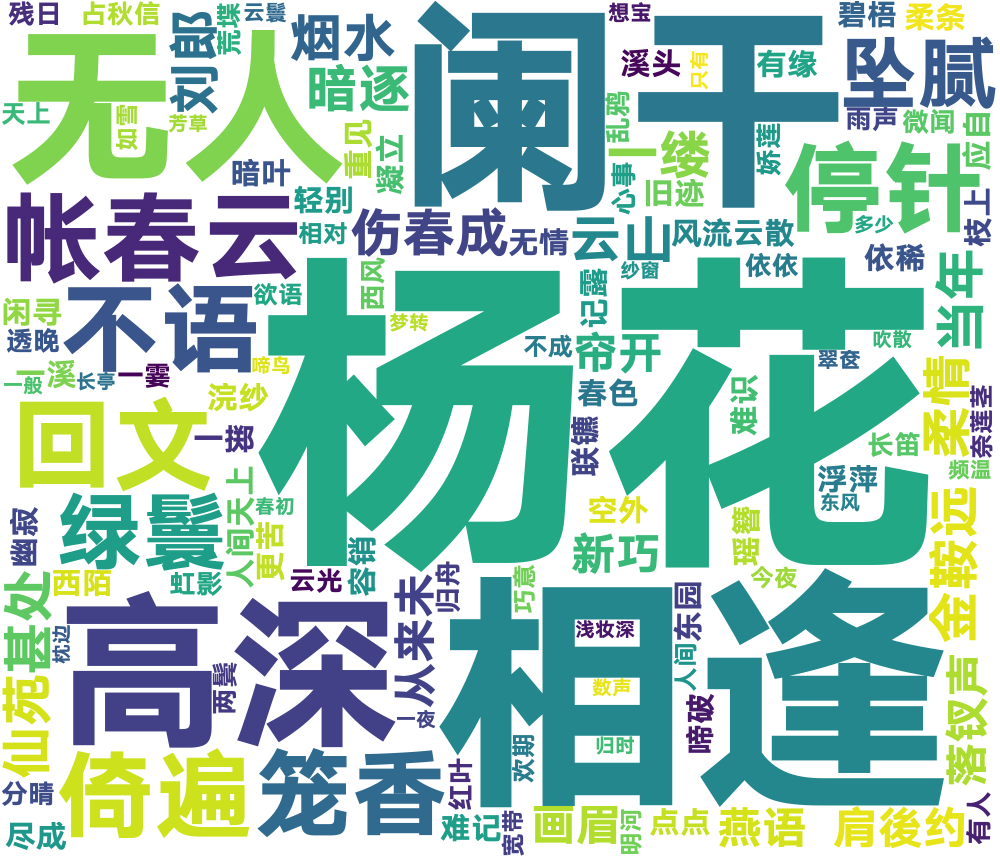 残日
占秋信
云鬟
想宝
碧梧
柔条
无人
刘郎
荒堞
烟水
阑干
溪头
只有
有缘
坠腻
暗逐
天上
如雪
芳草
重见
凝立
乱鸦
一缕
娇莲
雨声
微闻
自应
停针
暗叶
轻别
心事
旧迹
多少
枝上
帐春云
相对
伤春成
无情
云山
风流云散
纱窗
依依
依稀
不语
欲语
西风
记露
当年
闲寻
透晚
梦转
不成
帘开
翠奁
吹散
一溪
一般
长亭
一霎
啼鸟
浣纱
春色
难识
柔情
奈莲茎
杨花
回文
一掷
联镳
长笛
频温
人间天上
春初
浮萍
东风
绿鬟
幽寂
更苦
空外
瑶簪
金鞍远
新巧
容销
西陌
虹影
云光
今夜
甚处
枕边
归舟
巧意
从来未
高深
两鬓
一夜
浅妆深
东园
人间
相逢
数声
仙苑
啼破
落钗声
归时
欢期
红叶
分晴
倚遍
笼香
尽成
难记
宽带
画眉
明河
点点
燕语
肩後约
有人